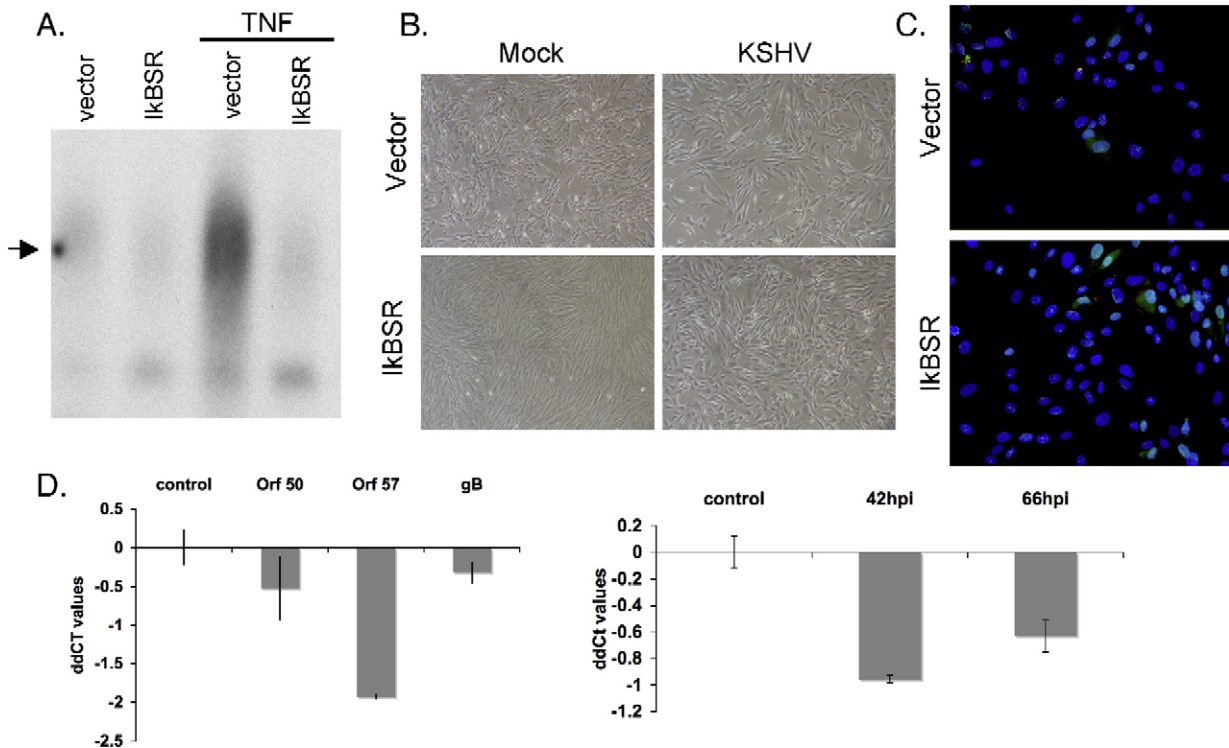 A.
TNF
vector
IkBSR
vector
IkBSR
B.
Mock
KSHV
Vector
IkBSR
C.
Vector
IkBSR
D.
control
Orf 50
Orf 57
gB
0.5
0
-0.5
-1
-1.5
-2
-2.5
ddCT values
control
42hpi
66hpi
0.2
0
-0.2
-0.4
-0.6
-0.8
-1
-1.2
ddCt values